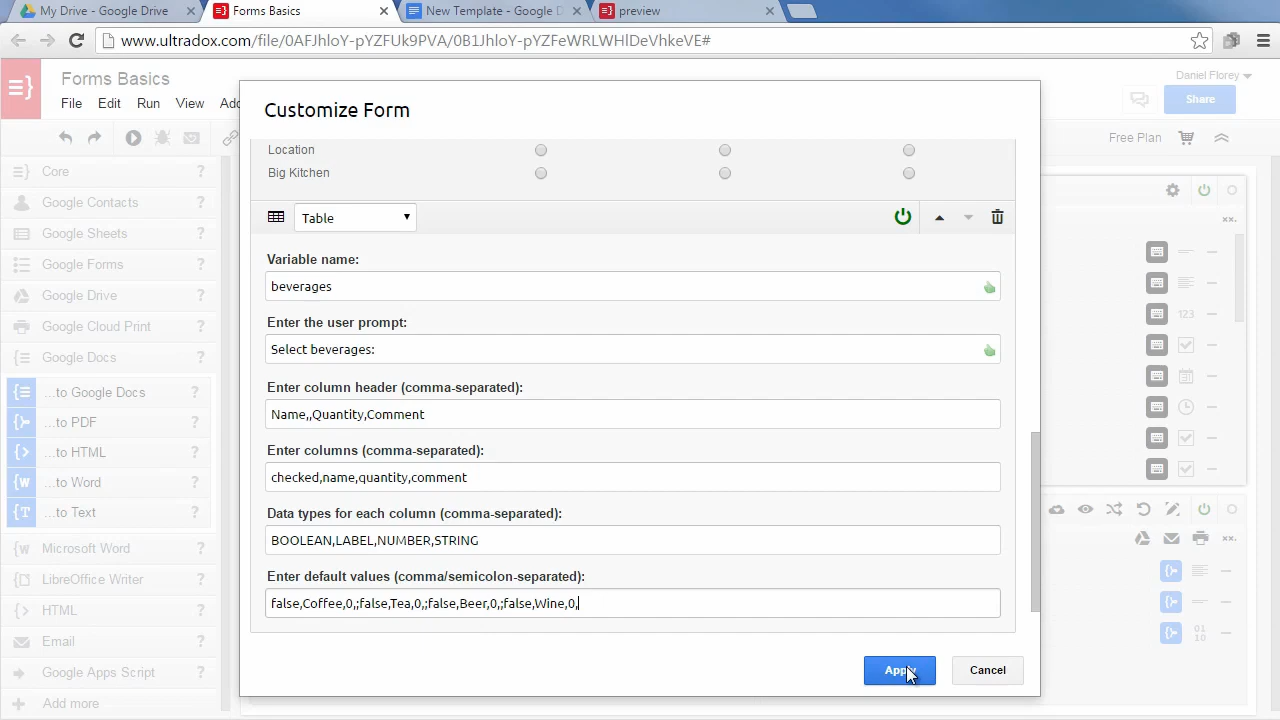 My Drive - Google Drive
Forms Basics
New Template - Google D
previ
www.ultradox.com/file/0AFJhloY-pYZFUk9PVA/0B1JhloY-pYZFeWRLWHlDeVhkeVE#
Forms Basics
Daniel Florey
File Edit Run View Ad
Share
Free Plan
Core
Google Contacts ?
Google Sheets ?
Google Forms ?
Google Drive ?
Google Cloud Print ?
Google Docs ?
...to Google Docs ?
...to PDF ?
...to HTML ?
...to Word ?
...to Text ?
Microsoft Word ?
LibreOffice Writer ?
HTML ?
Email ?
Google Apps Script ?
Add more ?
Customize Form
Location
Big Kitchen
Table
Variable name:
beverages
Enter the user prompt:
Select beverages:
Enter column header (comma-separated):
Name,,Quantity,Comment
Enter columns (comma-separated):
checked,name,quantity,comment
Data types for each column (comma-separated):
BOOLEAN,LABEL,NUMBER,STRING
Enter default values (comma/semicolon-separated):
false,Coffee,0,;false,Tea,0,;false,Beer,0,;false,Wine,0,
Apply
Cancel
123
01
10